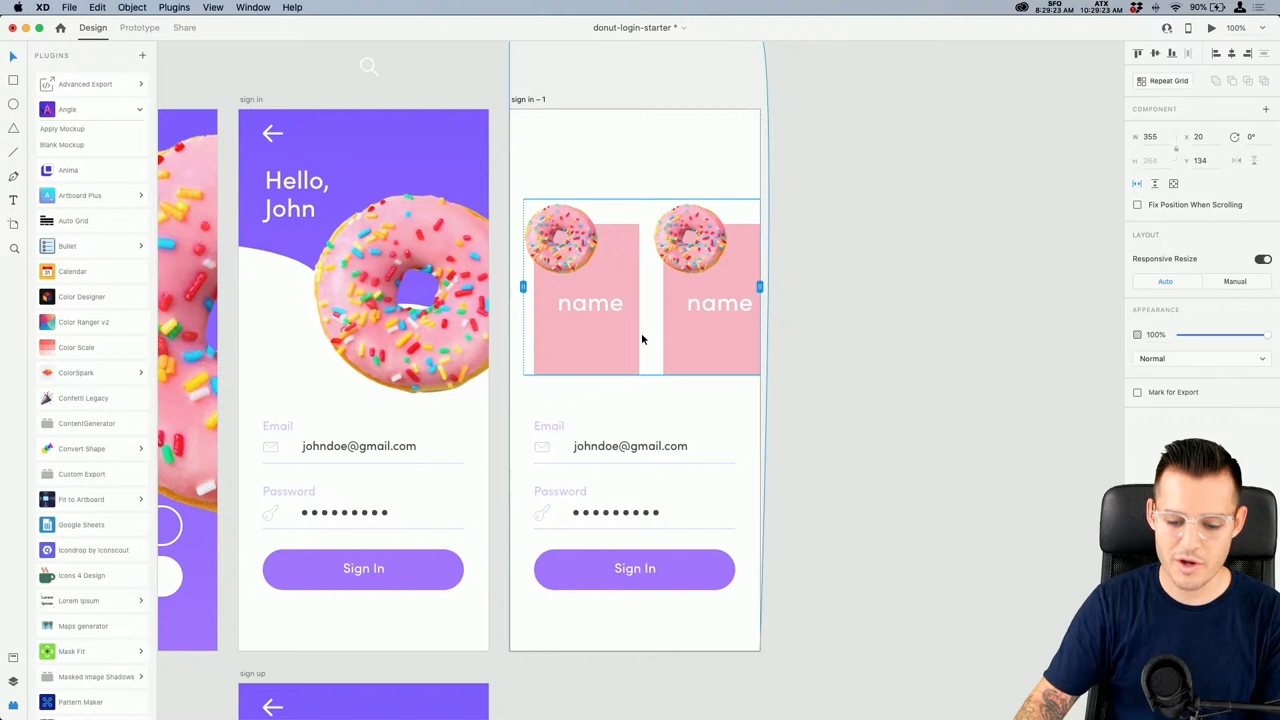 XD File Edit Object Plugins View Window Help
SFO
8:29:23 AM
ATX
10:29:23 AM
90%
Design Prototype Share
donut-login-starter *
100%
PLUGINS
Advanced Export
Angle
Apply Mockup
Blank Mockup
Anima
Artboard Plus
Auto Grid
Bullet
Calendar
Color Designer
Color Ranger v2
Color Scale
ColorSpark
Confetti Legacy
ContentGenerator
Convert Shape
Custom Export
Fit to Artboard
Google Sheets
Icondrop by Iconscout
Icons 4 Design
Lorem Ipsum
Maps generator
Mask Fit
Masked Image Shadows
Pattern Maker
sign in
Hello,
John
Email
johndoe@gmail.com
Password
Sign In
sign up
sign in – 1
name
name
Email
johndoe@gmail.com
Password
Sign In
Repeat Grid
COMPONENT
W 355 X 20 0°
H 264 Y 134
Fix Position When Scrolling
LAYOUT
Responsive Resize
Auto Manual
APPEARANCE
100%
Normal
Mark for Export